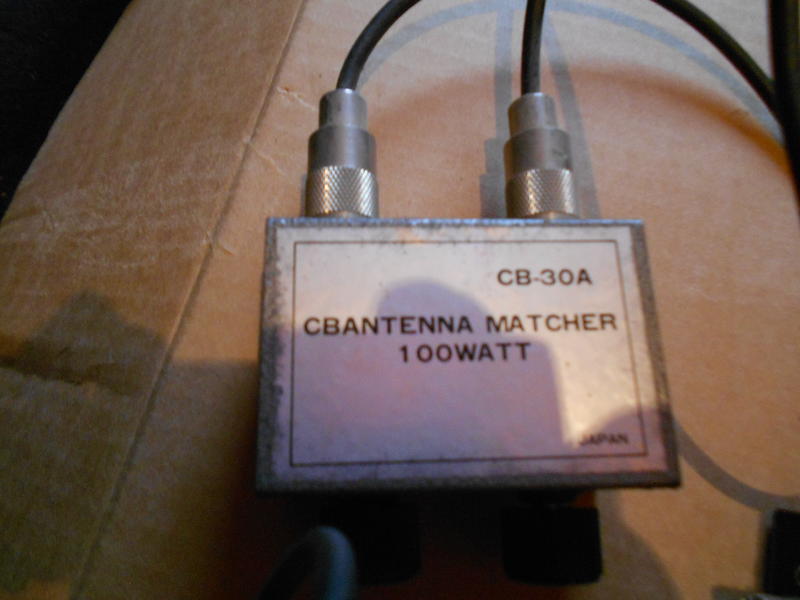 CB-30A
CBANTENNA MATCHER
100WATT
JAPAN